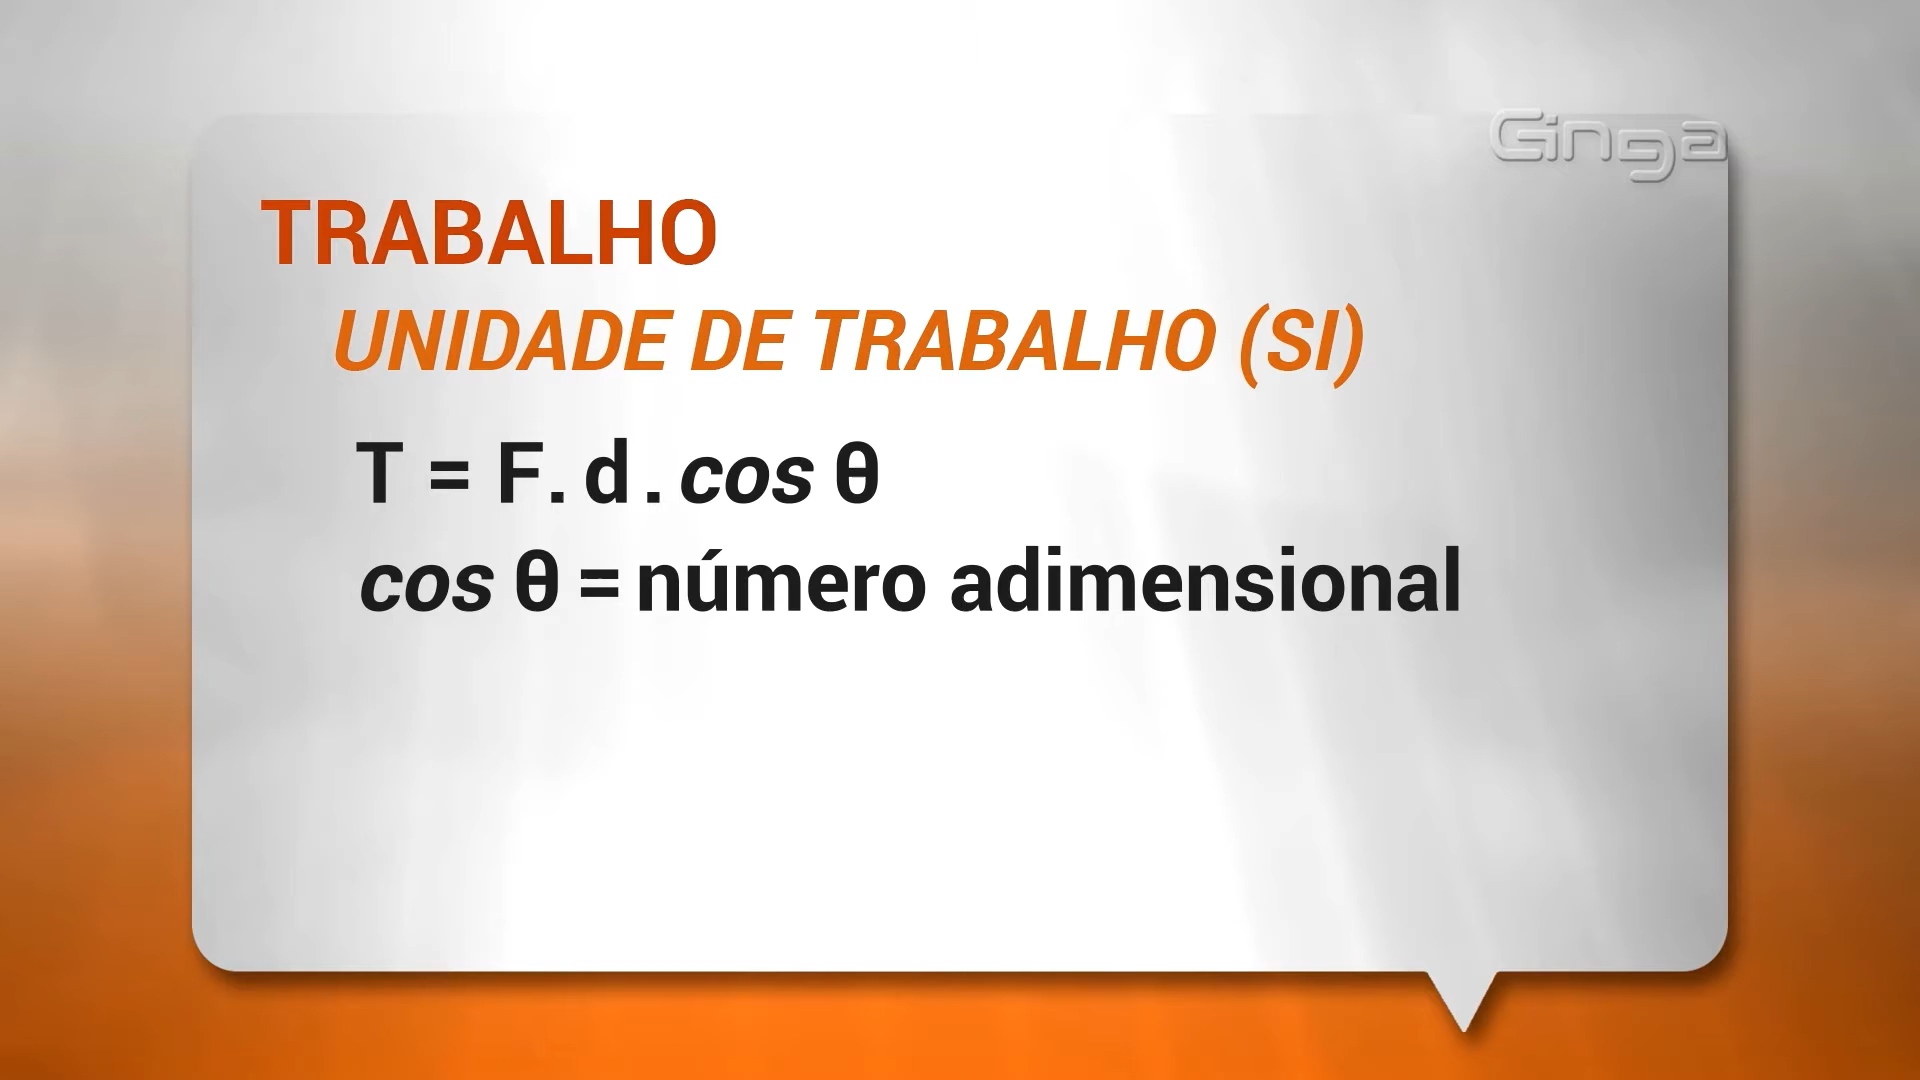 Ginga
TRABALHO
UNIDADE DE TRABALHO (SI)
T = F. d. cos θ
cos θ = número adimensional